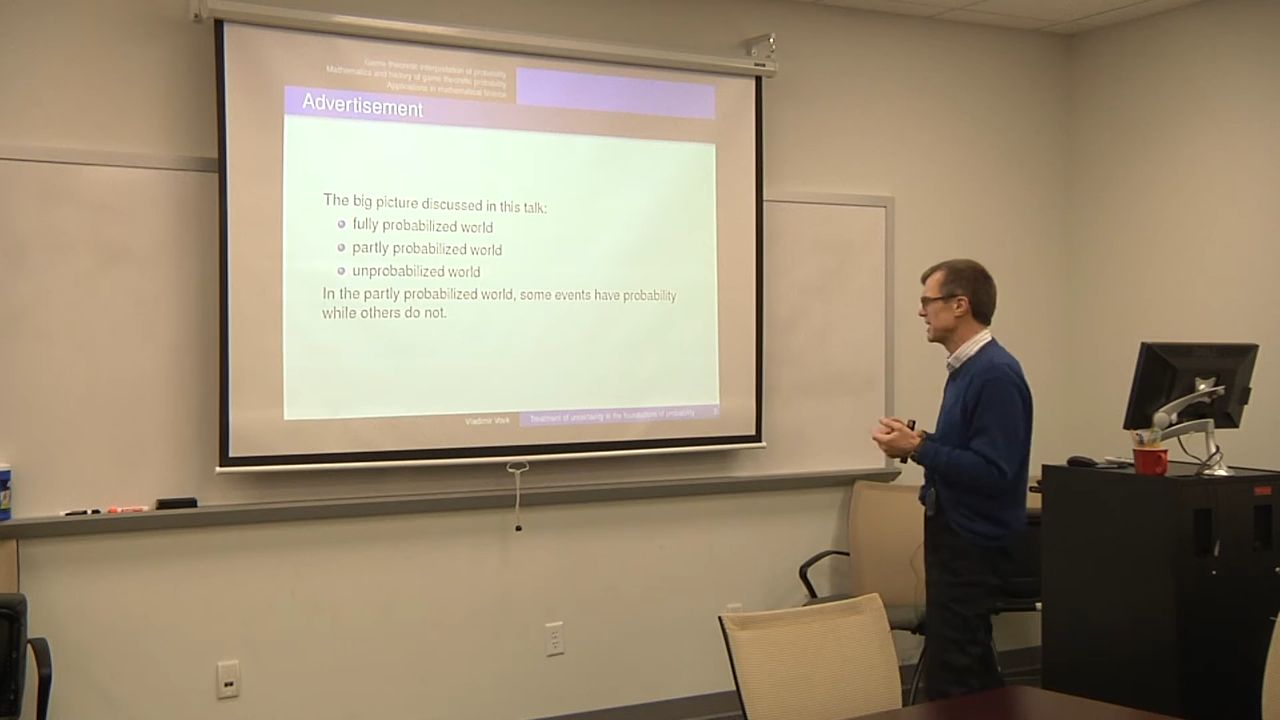 Game-theoretic interpretation of probability
Mathematics and history of game-theoretic probability
Applications in mathematical finance
Advertisement
The big picture discussed in this talk:
fully probabilized world
partly probabilized world
unprobabilized world
In the partly probabilized world, some events have probability
while others do not.
Vladimir Vovk
Treatment of uncertainty in the foundations of probability